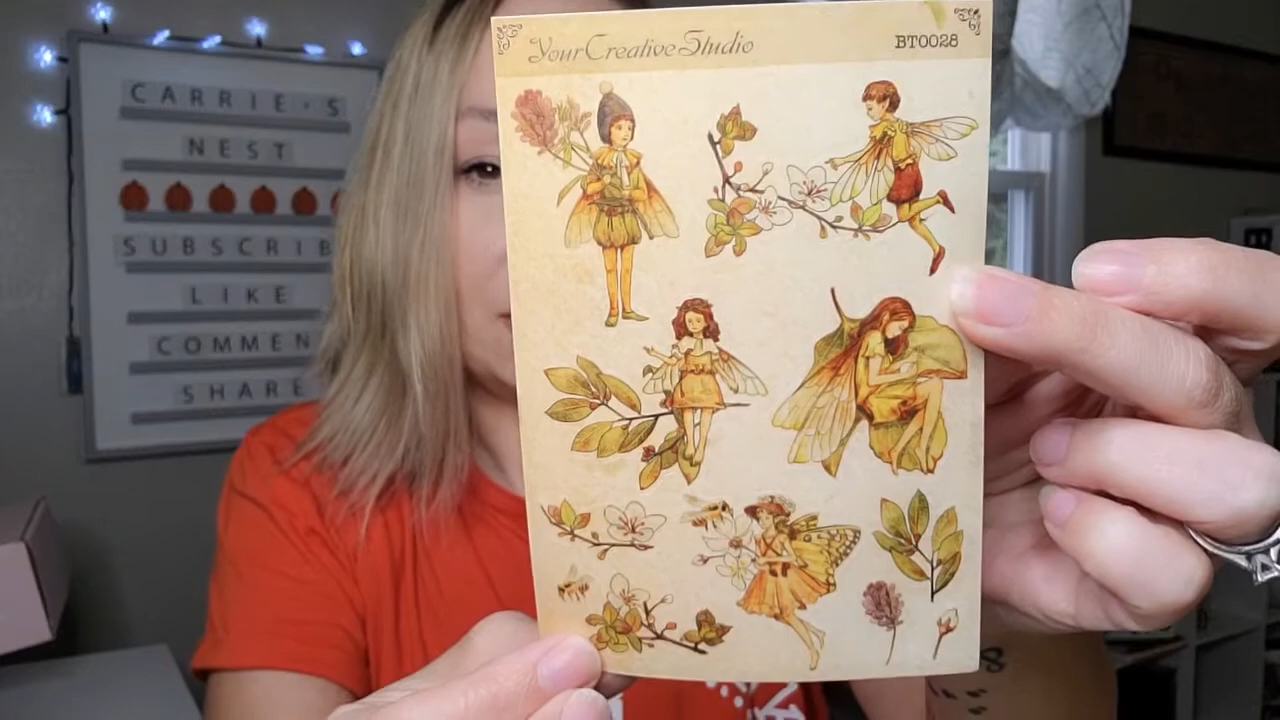 YourCreativeStudio
BT0028
CARRIE'S
NEST
SUBSCRIB
LIKE
COMMEN
SHARE